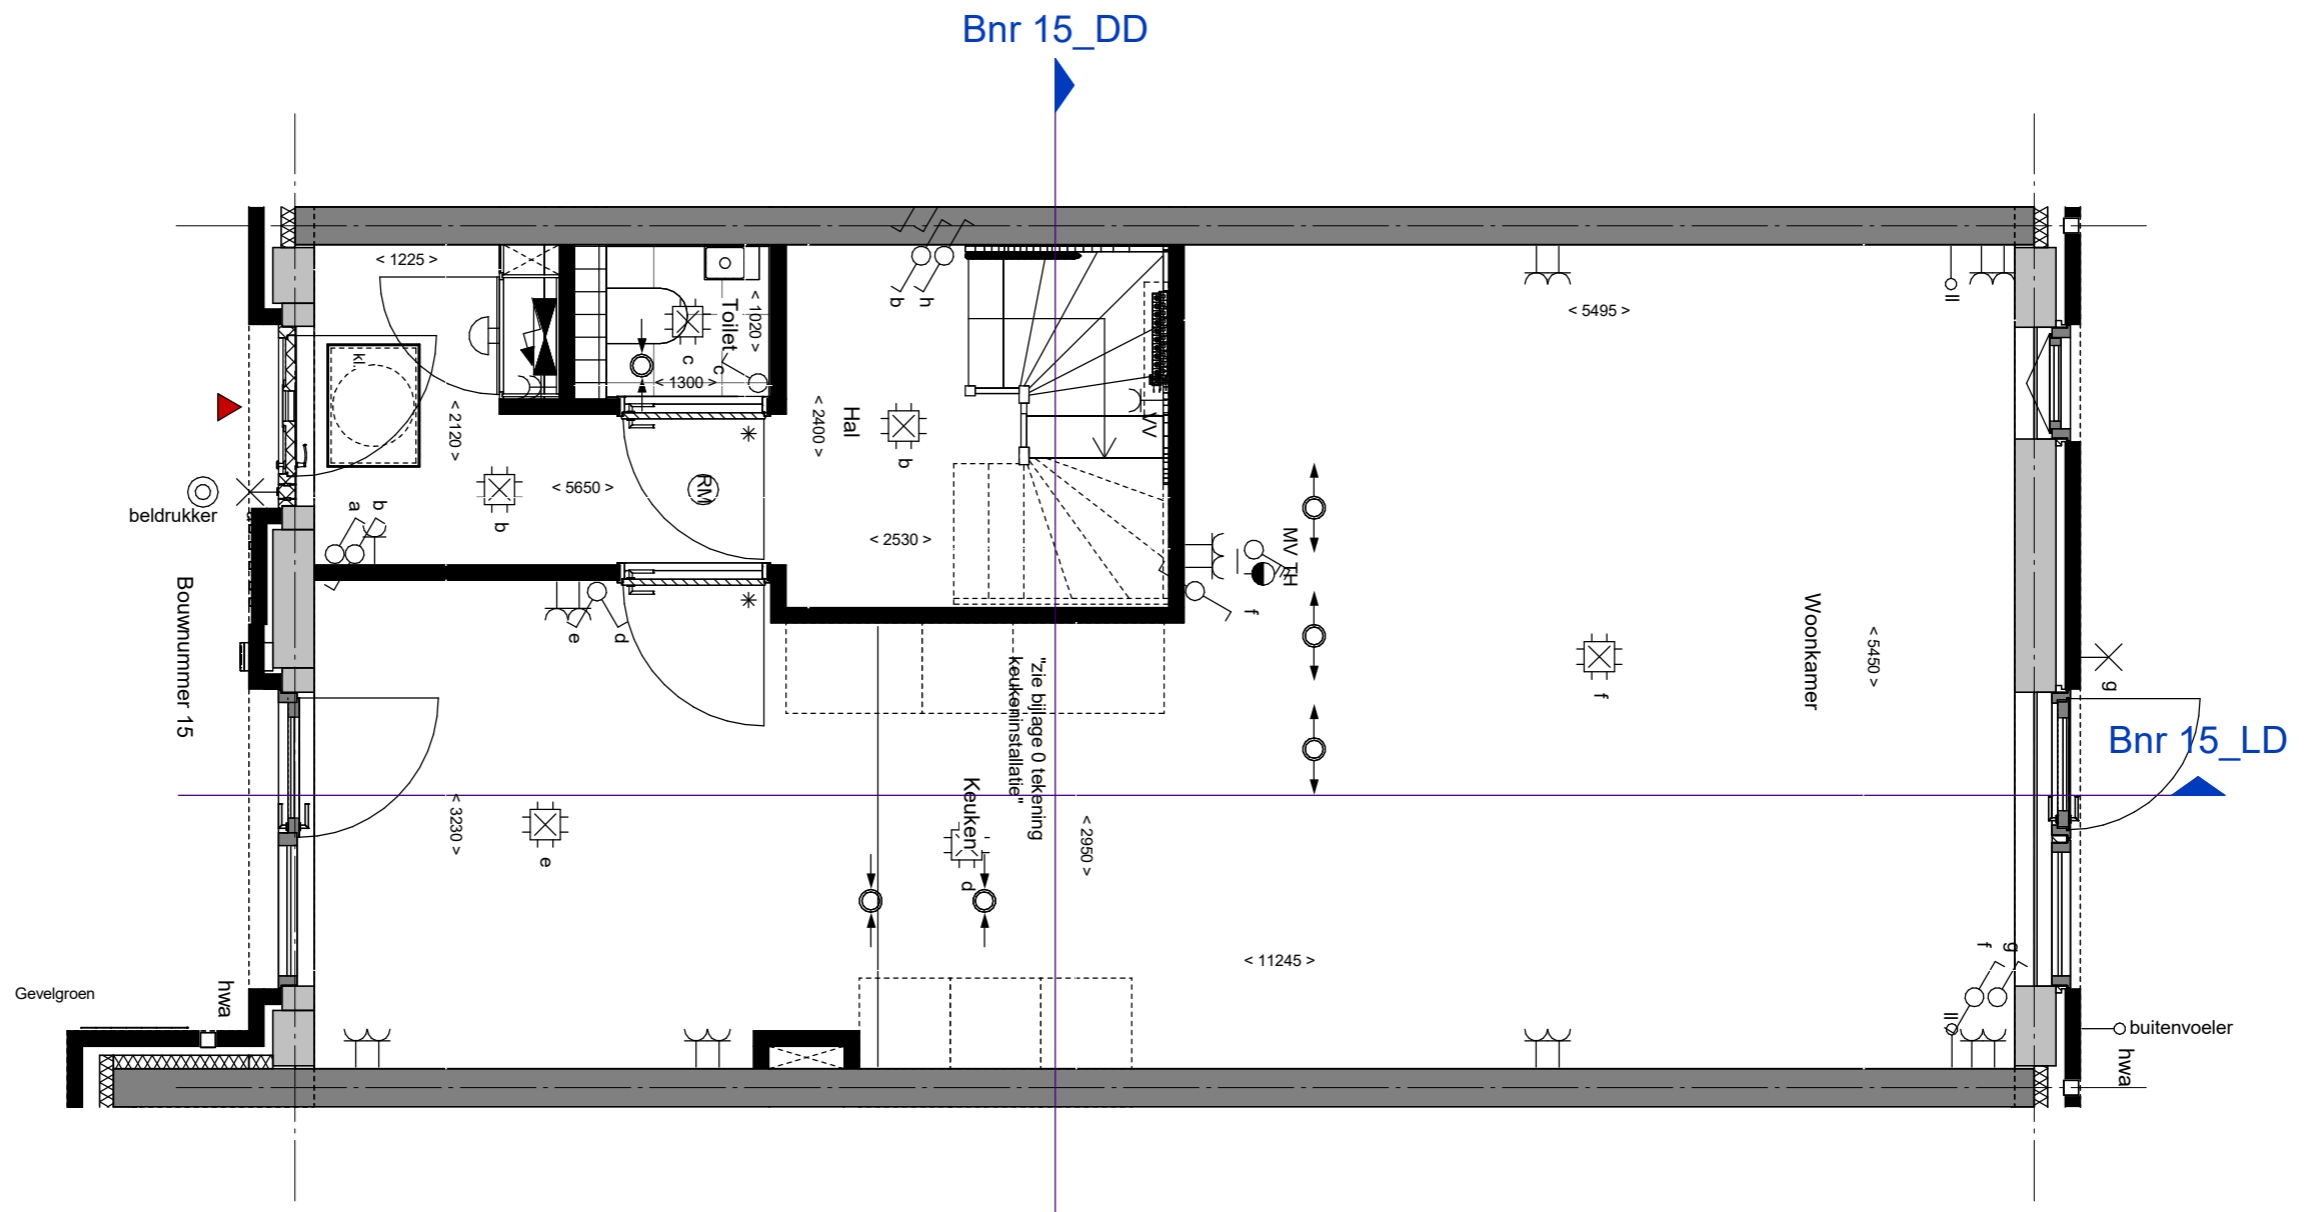 Bnr 15_DD
< 1225 >
kl.
< 2120 >
b
< 5650 >
a
b
Toilet
< 1020 >
c
c
< 1300 >
b
h
< 2400 >
Hal
b
RM
< 2530 >
VV
beldrukker
Bouwnummer 15
< 5495 >
MV TH
f
Woonkamer
< 5450 >
f
g
Bnr 15_LD
e
d
"zie bijlage 0 tekening
keukeninstallatie"
Keuken
d
< 3230 >
e
< 2950 >
< 11245 >
f
g
Gevelgroen
hwa
buitenvoeler
hwa